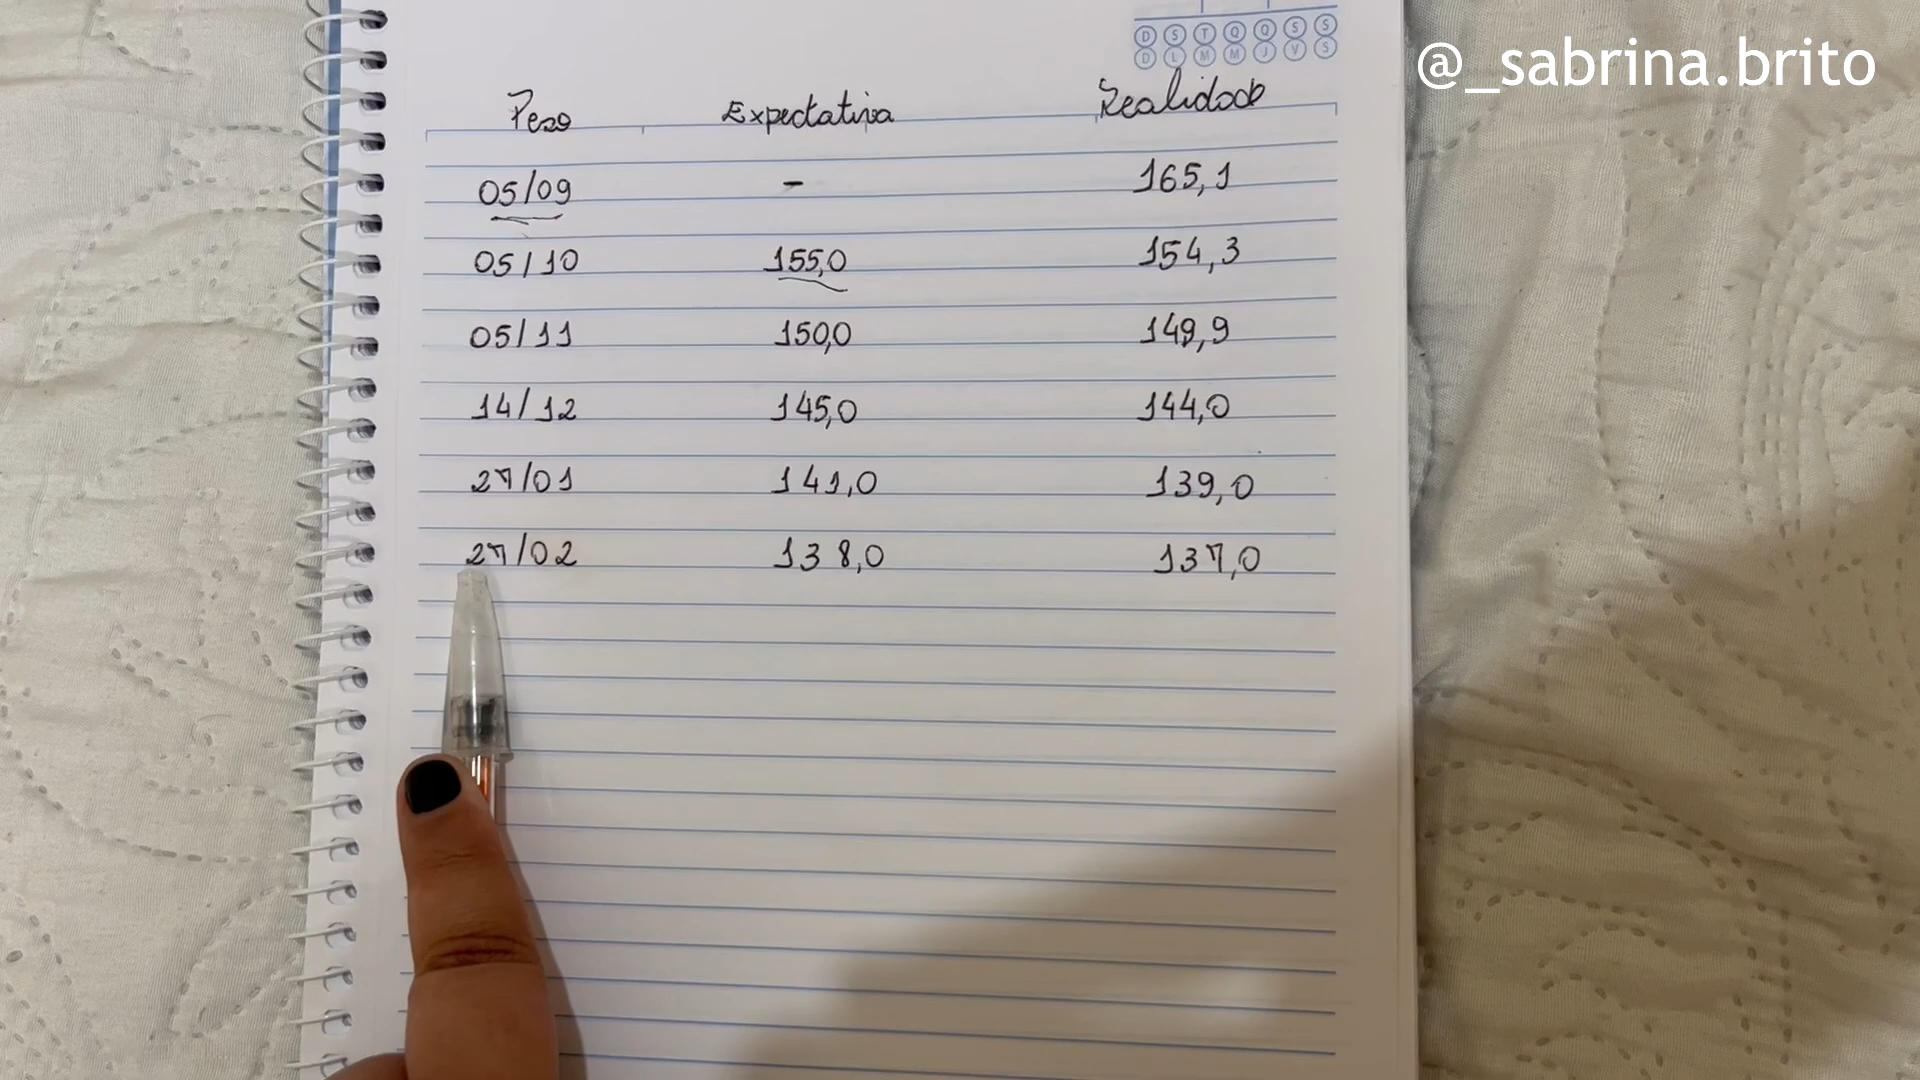 D S T Q Q S S
D L M M J V S
@_sabrina.brito
Peso Expectativa Realidade
05/09 - 165,1
05/10 155,0 154,3
05/11 150,0 149,9
14/12 145,0 144,0
27/01 141,0 139,0
27/02 138,0 137,0